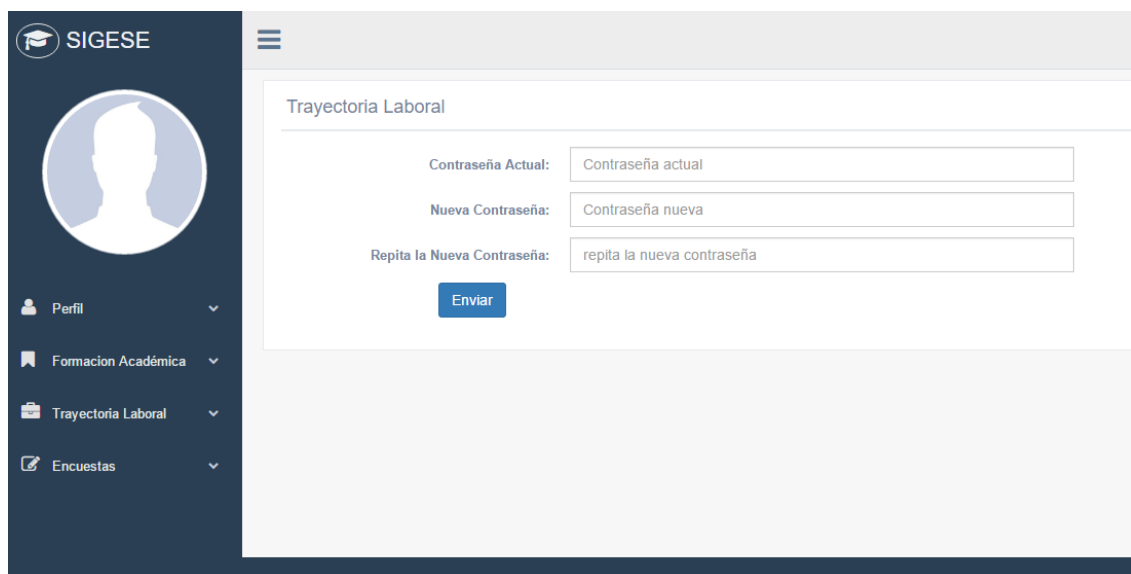 SIGESE
Trayectoria Laboral
Contraseña Actual: Contraseña actual
Nueva Contraseña: Contraseña nueva
Repita la Nueva Contraseña: repita la nueva contraseña
Enviar
Perfil
Formacion Académica
Trayectoria Laboral
Encuestas